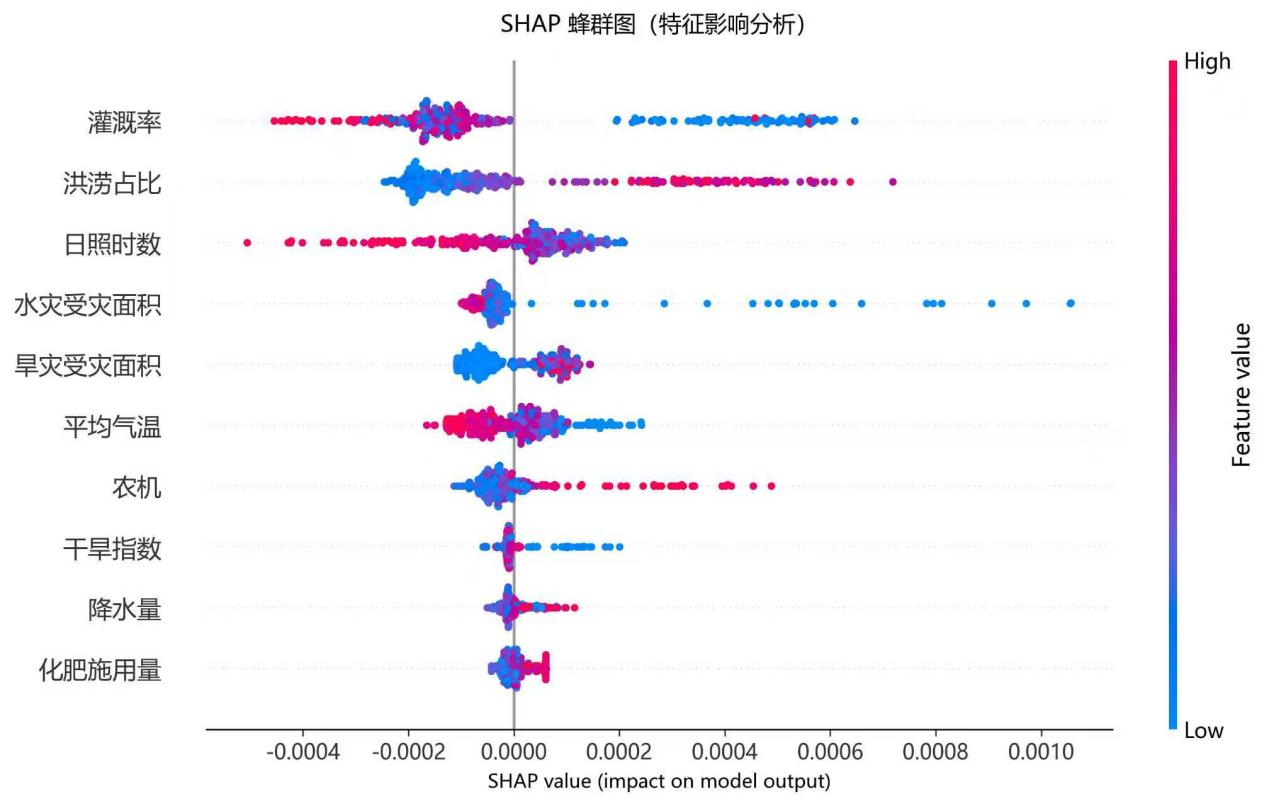 SHAP 蜂群图（特征影响分析）
High
灌溉率
洪涝占比
日照时数
水灾受灾面积
旱灾受灾面积
平均气温
农机
干旱指数
降水量
化肥施用量
Feature value
Low
-0.0004 -0.0002 0.0000 0.0002 0.0004 0.0006 0.0008 0.0010
SHAP value (impact on model output)